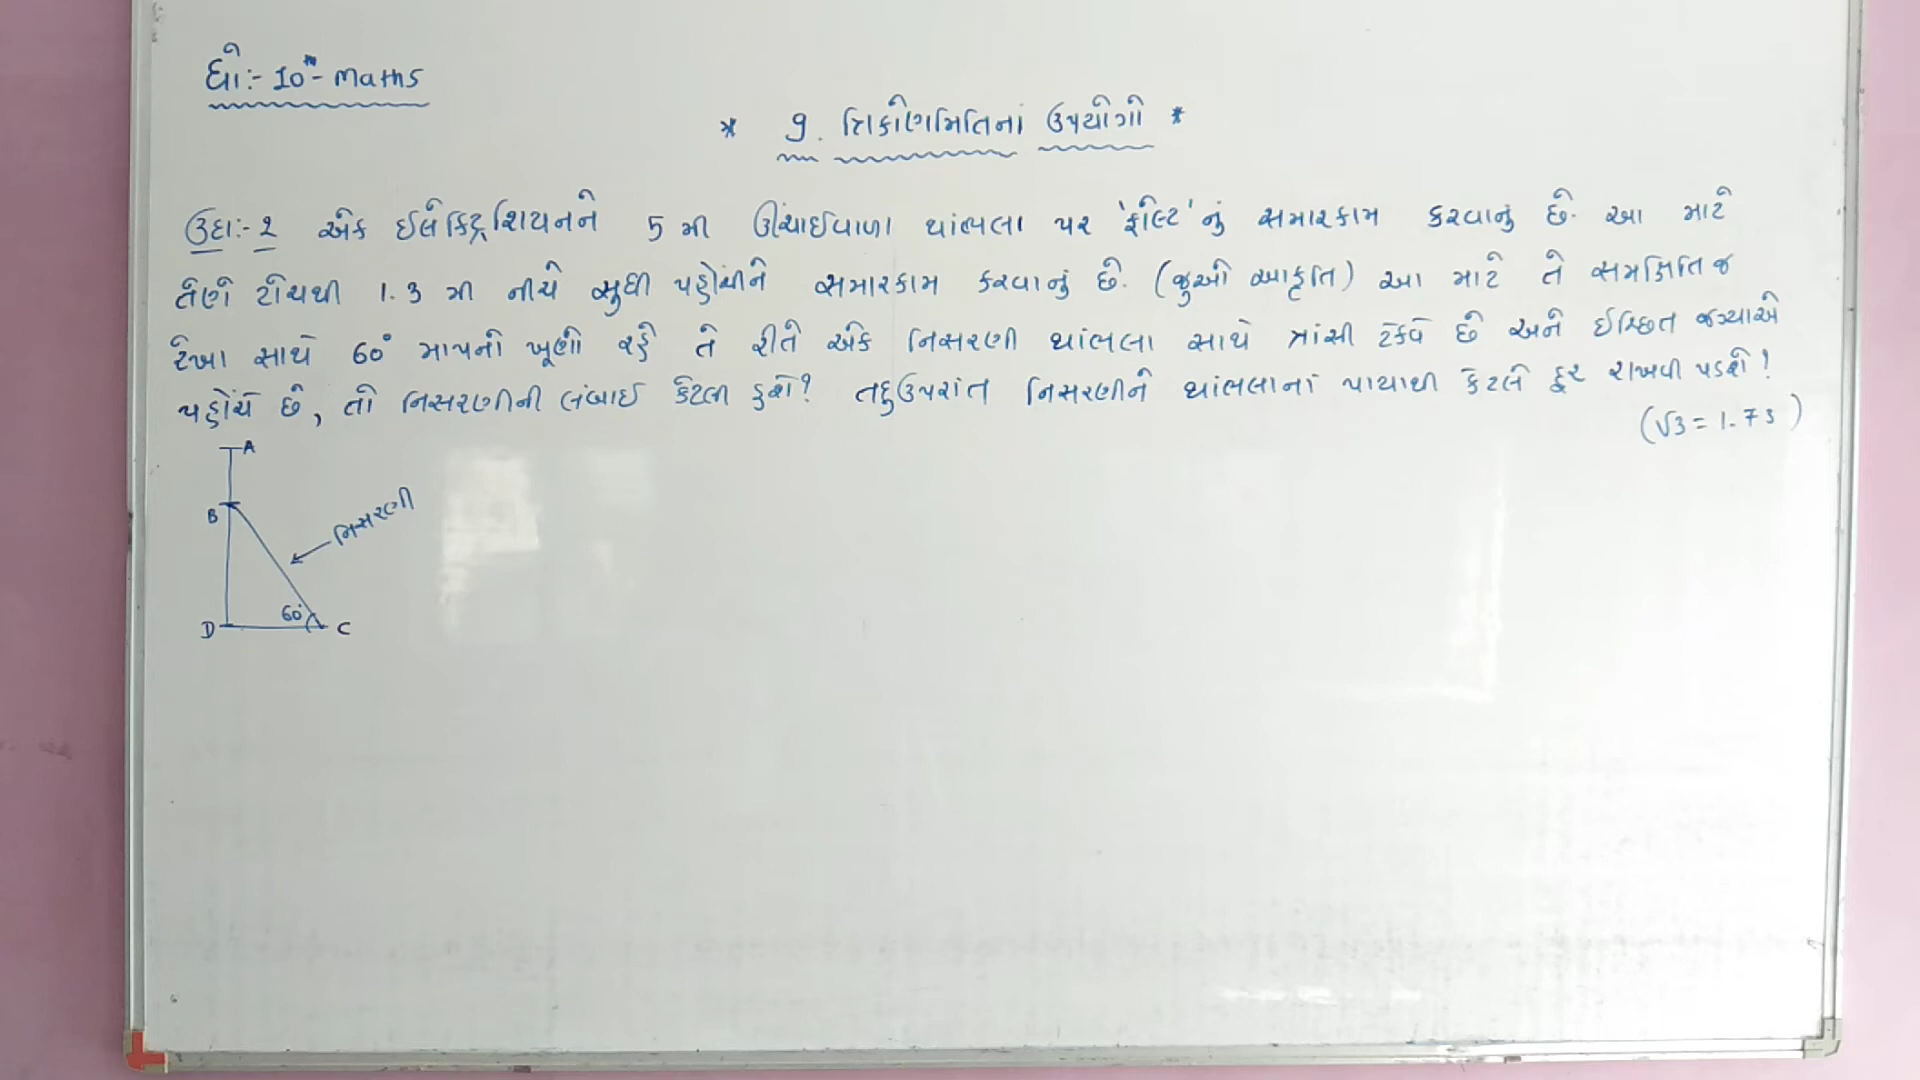 ધો:- 10th- Maths
* 9. ત્રિકોણમિતિનાં ઉપયોગો *
ઉદા:- 2 એક ઈલેક્ટ્રિશિયનને 5 મી ઊંચાઈવાળા થાંભલા પર 'ફોલ્ટ' નું સમારકામ કરવાનું છે. આ માટે
તેણે ટોચથી 1.3 મી નીચે સુધી પહોંચીને સમારકામ કરવાનું છે. (જુઓ આકૃતિ) આ માટે તે સમક્ષિતિજ
રેખા સાથે 60° માપનો ખૂણો રહે તે રીતે એક નિસરણી થાંભલા સાથે ત્રાંસી ટેકવે છે અને ઈચ્છિત જગ્યાએ
પહોંચે છે, તો નિસરણીની લંબાઈ કેટલી હશે? તદ્ઉપરાંત નિસરણીને થાંભલાનાં પાયાથી કેટલે દૂર રાખવી પડશે?
(√3 = 1.73)
A
B
નિસરણી
60°
D C